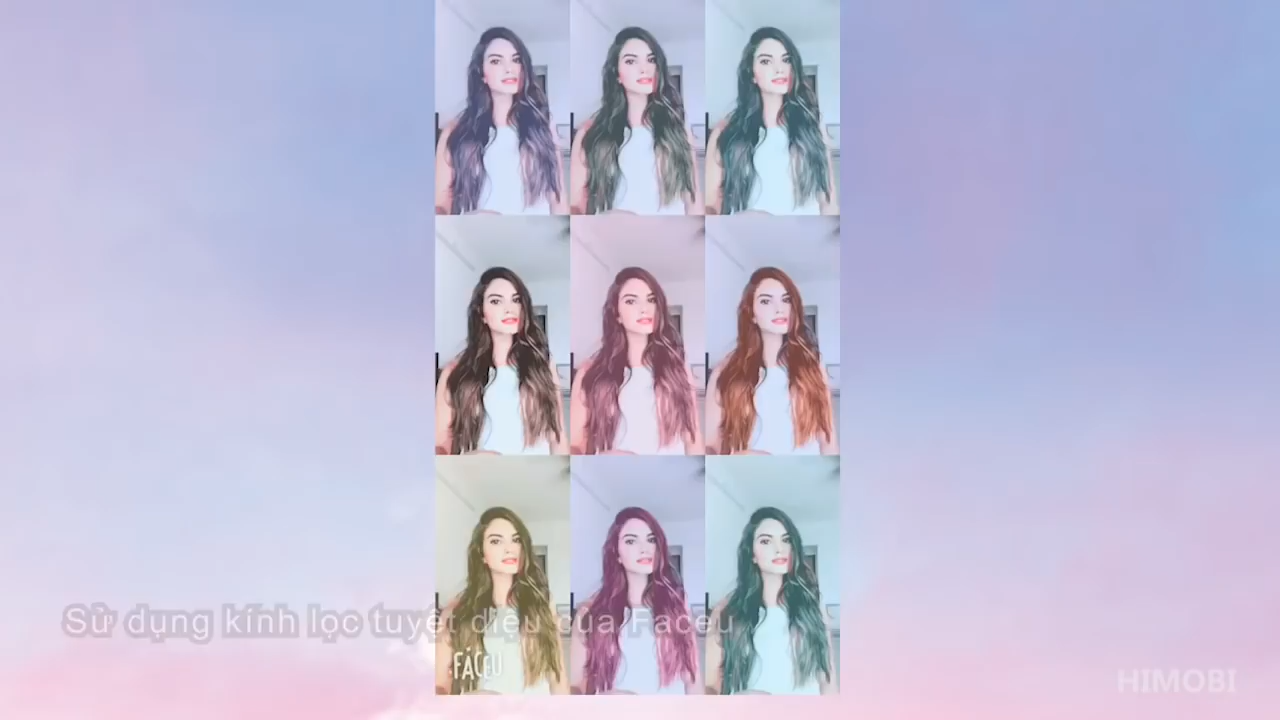 Sử dụng kính lọc tuyệt diệu của Faceu
FACEU
HIMOBI